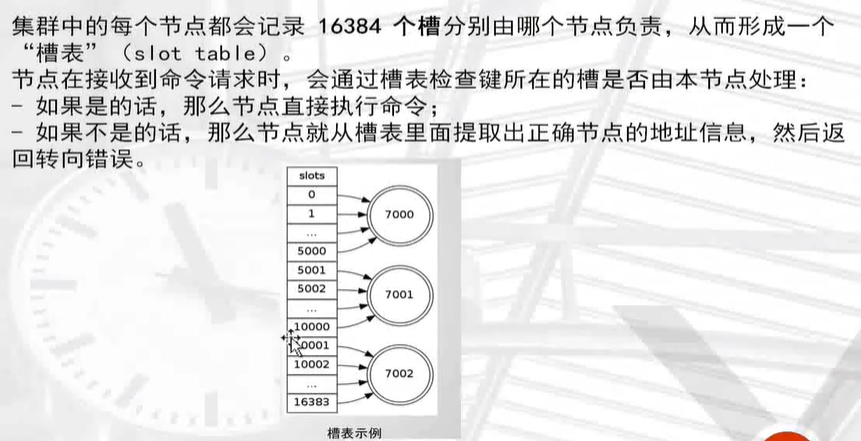 集群中的每个节点都会记录 16384 个槽分别由哪个节点负责，从而形成一个
“槽表”（slot table）。
节点在接收到命令请求时，会通过槽表检查键所在的槽是否由本节点处理：
- 如果是的话，那么节点直接执行命令；
- 如果不是的话，那么节点就从槽表里面提取出正确节点的地址信息，然后返
回转向错误。
slots
0
1
...
5000
7000
5001
5002
...
10000
7001
0001
10002
...
16383
7002
槽表示例